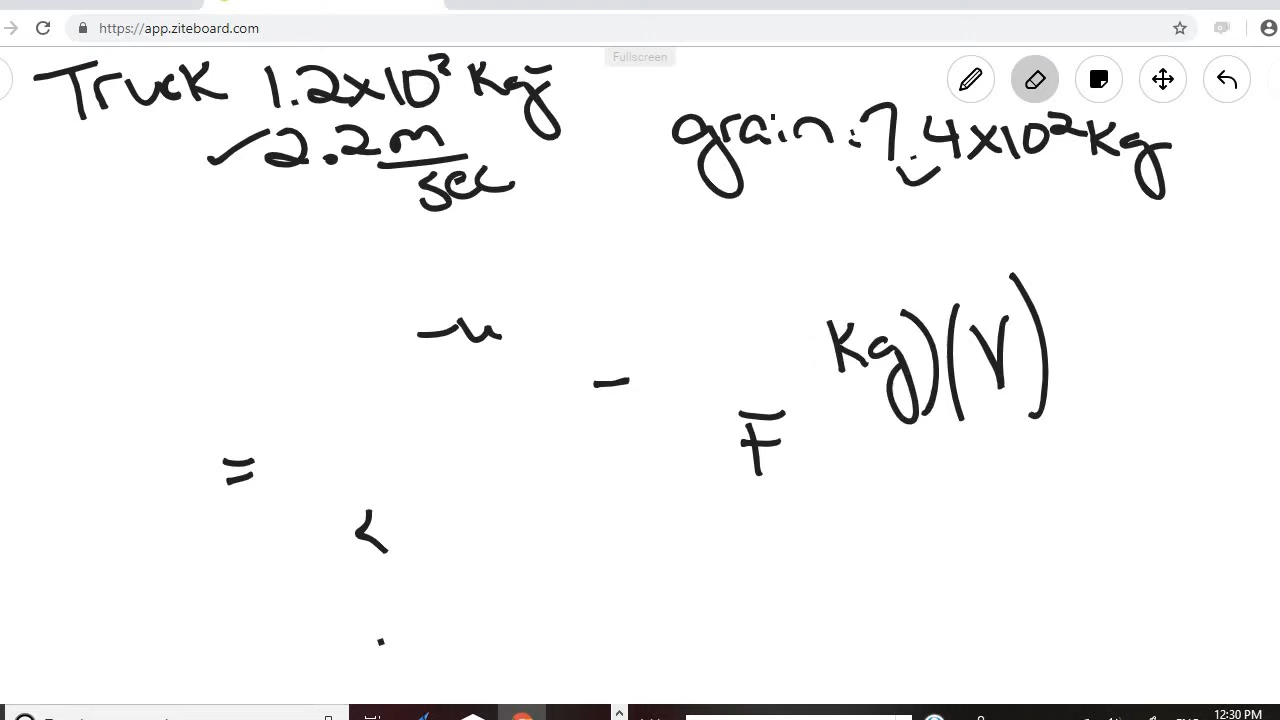 https://app.ziteboard.com
Fullscreen
Truck 1.2x10³ Kg
2.2 m/sec
grain: 7.4x10² Kg
-u
-
Kg)(V)
F
=
<
.
12:30 PM